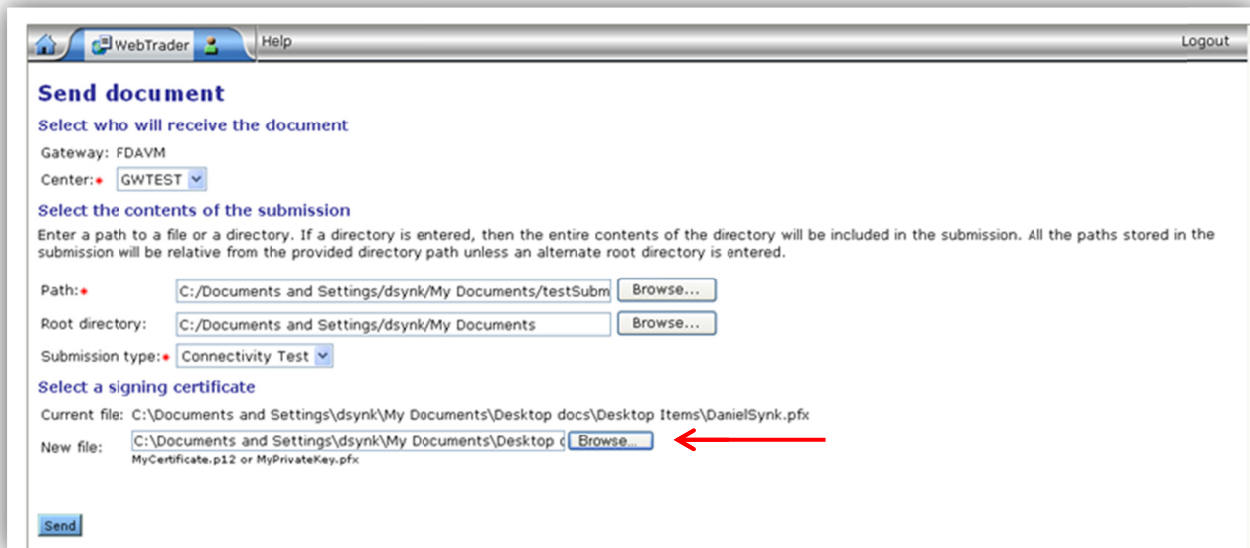 WebTrader Help Logout
Send document
Select who will receive the document
Gateway: FDAVM
Center: GWTEST
Select the contents of the submission
Enter a path to a file or a directory. If a directory is entered, then the entire contents of the directory will be included in the submission. All the paths stored in the
submission will be relative from the provided directory path unless an alternate root directory is entered.
Path: C:/Documents and Settings/dsynk/My Documents/testSubm Browse...
Root directory: C:/Documents and Settings/dsynk/My Documents Browse...
Submission type: Connectivity Test
Select a signing certificate
Current file: C:\Documents and Settings\dsynk\My Documents\Desktop docs\Desktop Items\DanielSynk.pfx
New file: C:\Documents and Settings\dsynk\My Documents\Desktop d Browse...
MyCertificate.p12 or MyPrivateKey.pfx
Send